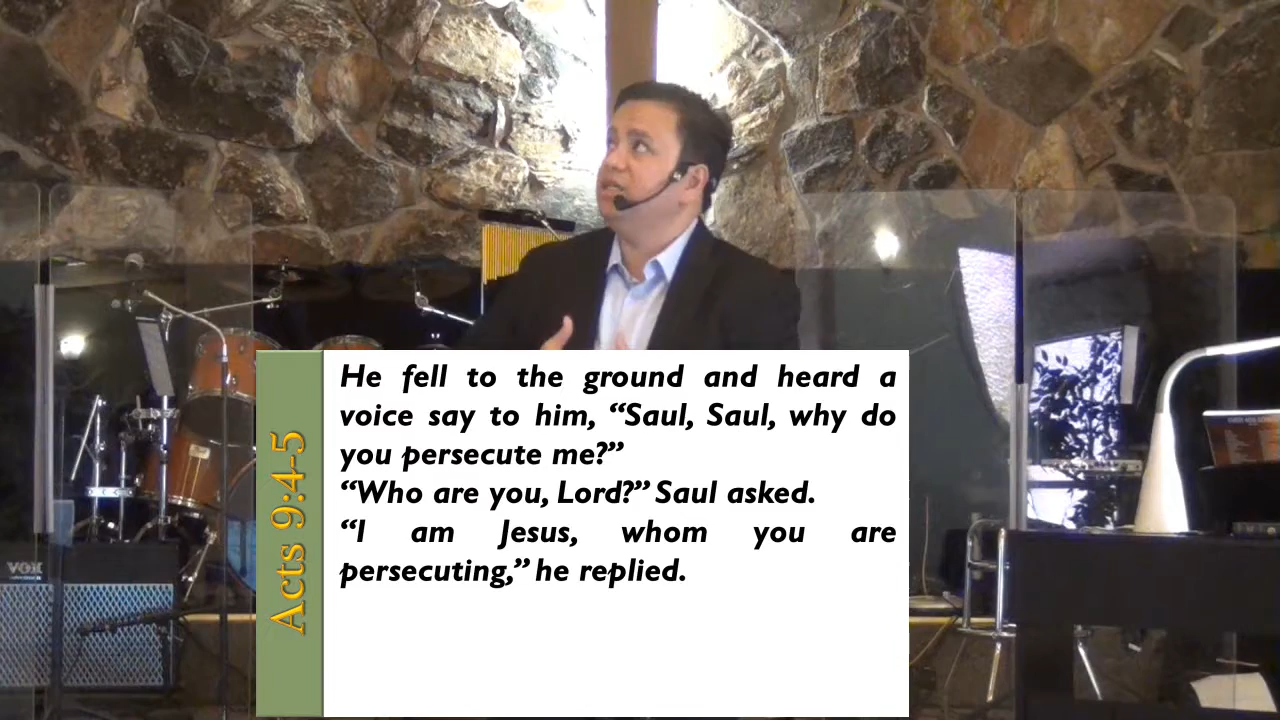 He fell to the ground and heard a
voice say to him, “Saul, Saul, why do
you persecute me?”
“Who are you, Lord?” Saul asked.
“I am Jesus, whom you are
persecuting,” he replied.
Acts 9:4-5
VOX